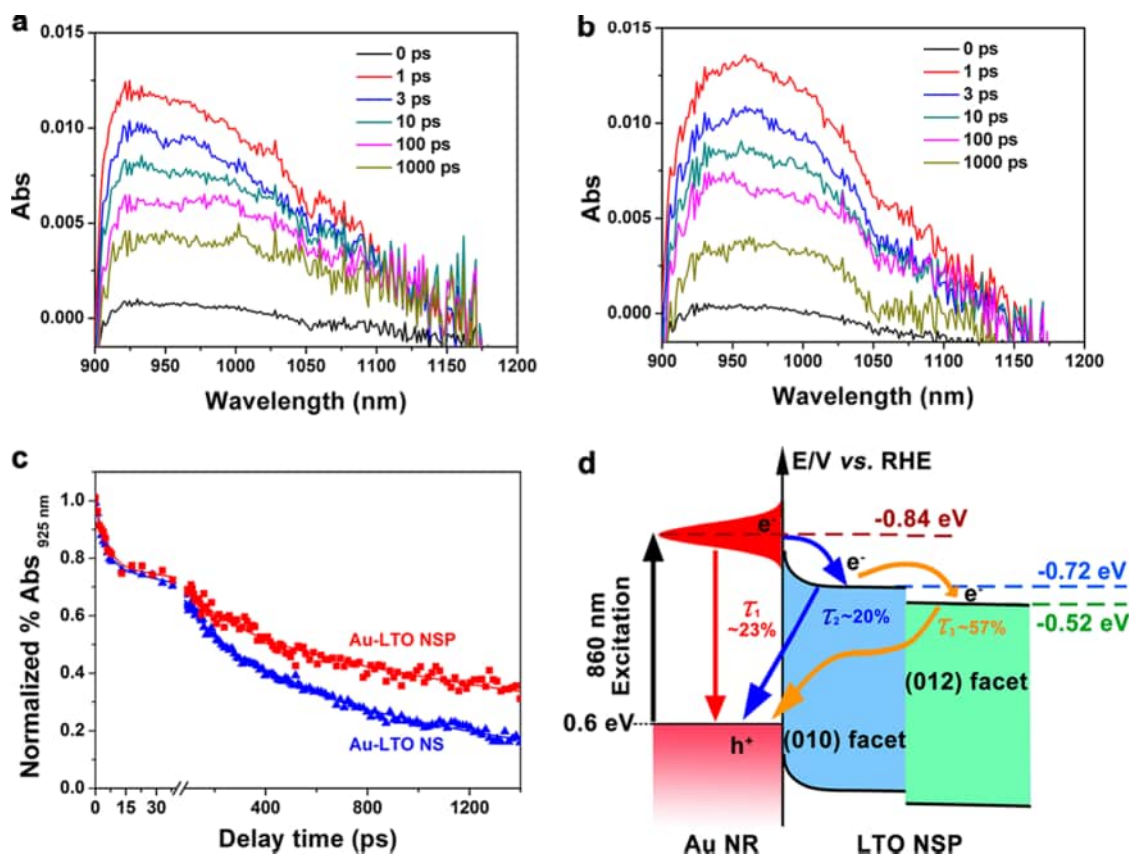 a
0.015
0.010
0.005
0.000
Abs
0 ps
1 ps
3 ps
10 ps
100 ps
1000 ps
900 950 1000 1050 1100 1150 1200
Wavelength (nm)
b
0.015
0.010
0.005
0.000
Abs
0 ps
1 ps
3 ps
10 ps
100 ps
1000 ps
900 950 1000 1050 1100 1150 1200
Wavelength (nm)
c
1.0
0.8
0.6
0.4
0.2
0.0
Normalized % Abs 925 nm
Au-LTO NSP
Au-LTO NS
0 15 30 400 800 1200
Delay time (ps)
d
E/V vs. RHE
e-
-0.84 eV
e-
-0.72 eV
e-
-0.52 eV
860 nm
Excitation
τ1
~23%
τ2~20%
τ3~57%
(012) facet
0.6 eV
h+
(010) facet
Au NR
LTO NSP